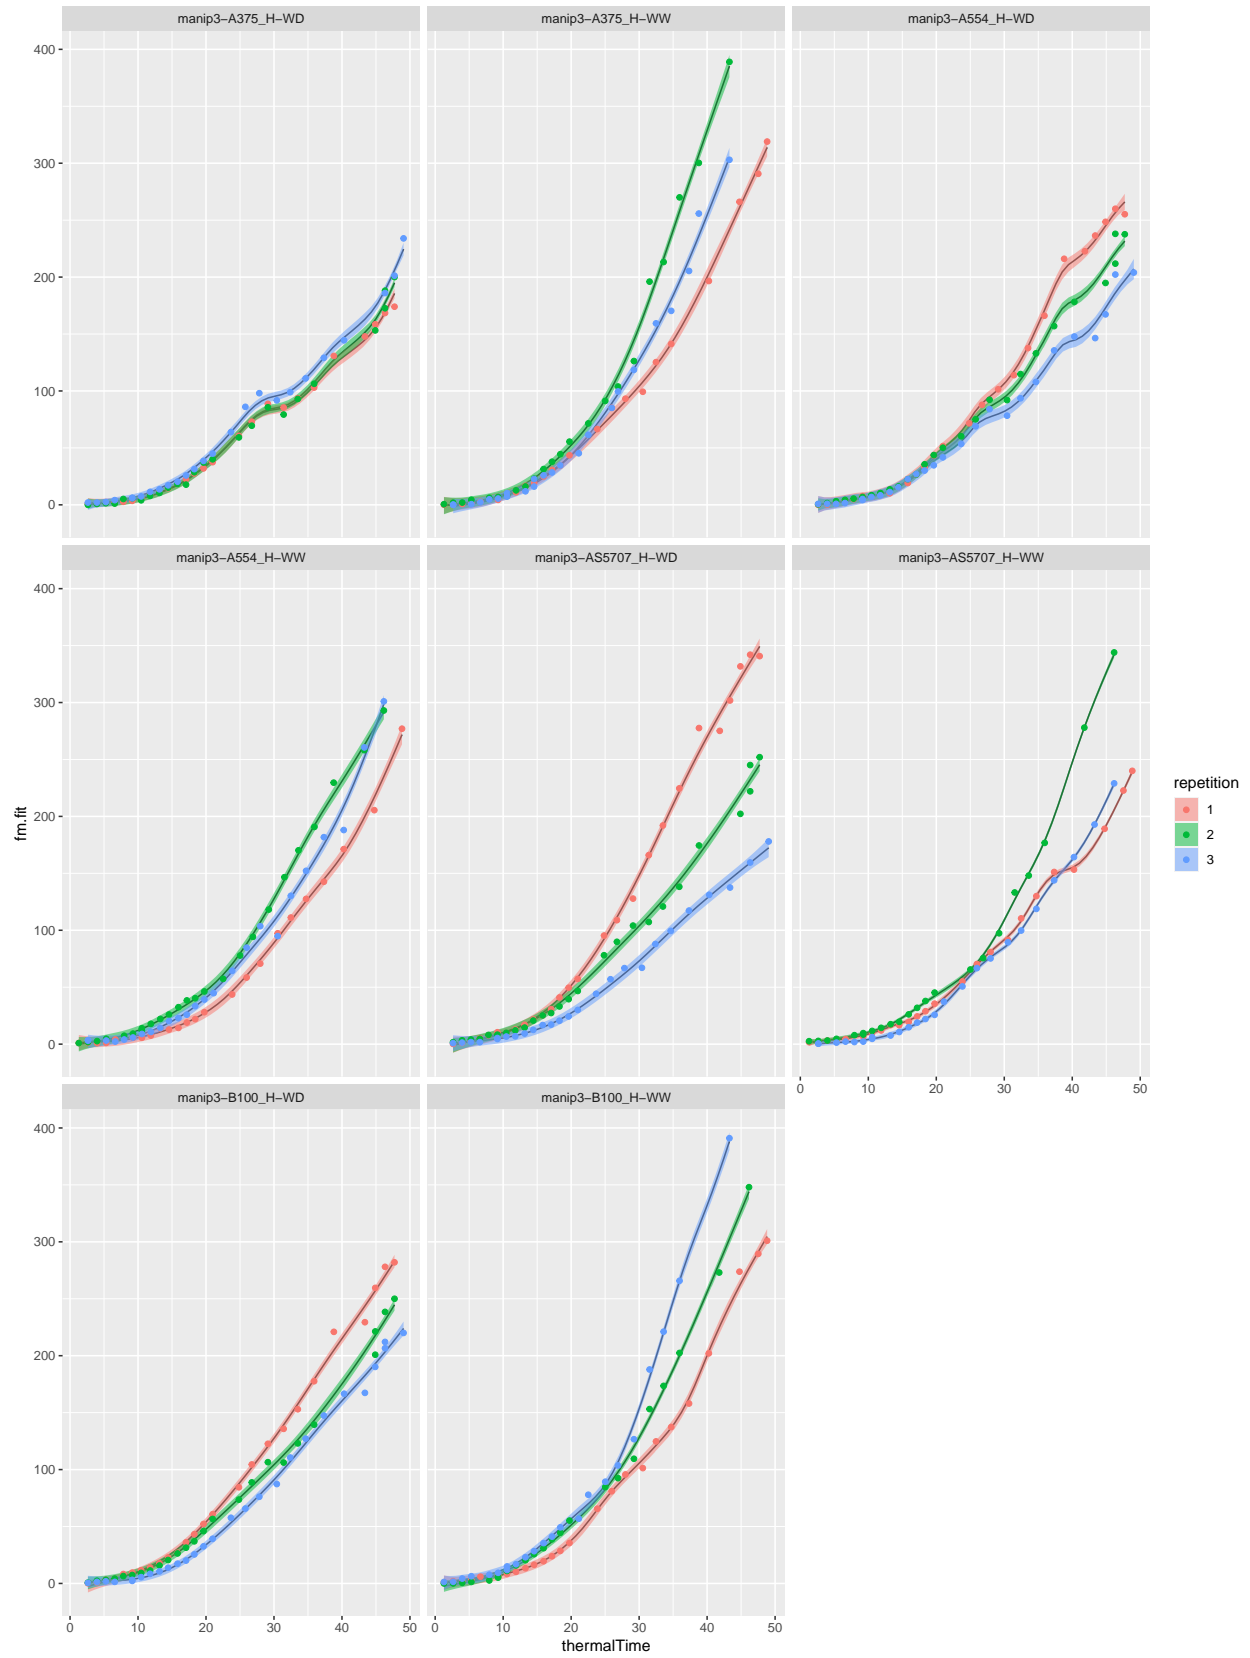 manip3−A375_H−WD
manip3−A375_H−WW
manip3−A554_H−WD
400
300
200
100
0
manip3−A554_H−WW
manip3−AS5707_H−WD
manip3−AS5707_H−WW
400
300
200
100
0
0 10 20 30 40 50
manip3−B100_H−WD
manip3−B100_H−WW
400
300
200
100
0
0 10 20 30 40 50
0 10 20 30 40 50
thermalTime
fm.fit
repetition
1
2
3